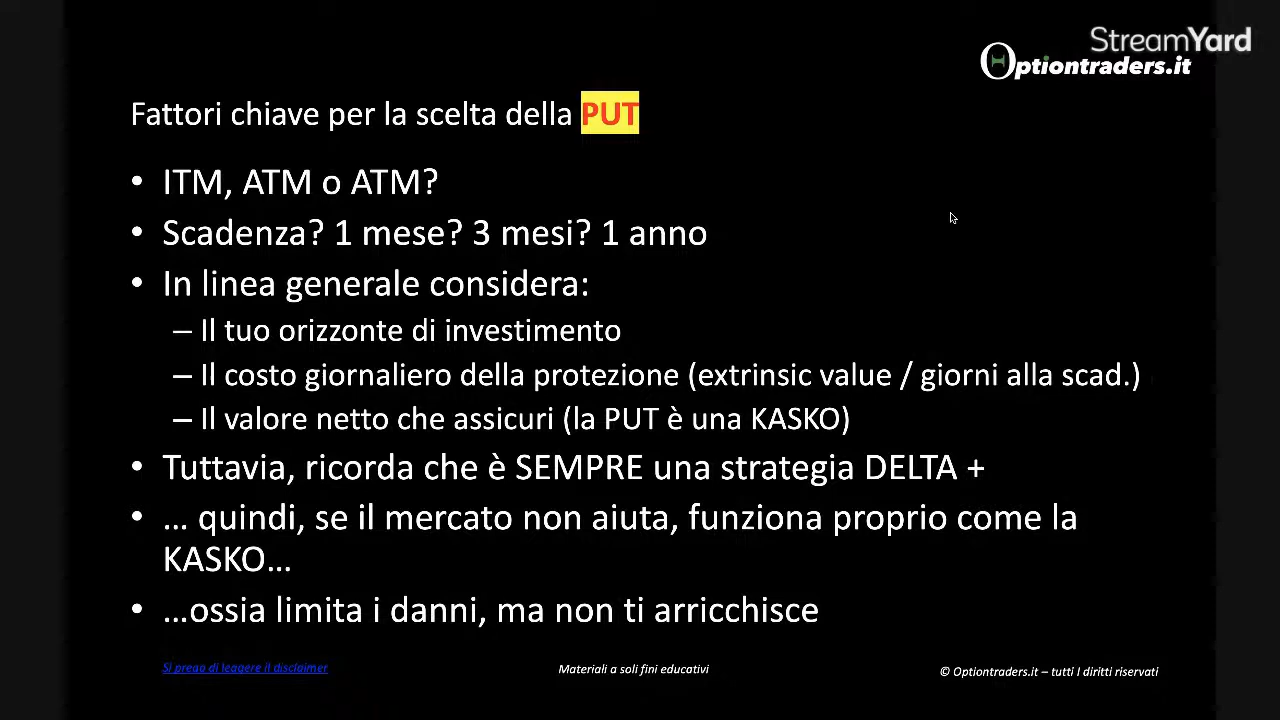 StreamYard
Optiontraders.it
Fattori chiave per la scelta della PUT
• ITM, ATM o ATM?
• Scadenza? 1 mese? 3 mesi? 1 anno
• In linea generale considera:
– Il tuo orizzonte di investimento
– Il costo giornaliero della protezione (extrinsic value / giorni alla scad.)
– Il valore netto che assicuri (la PUT è una KASKO)
• Tuttavia, ricorda che è SEMPRE una strategia DELTA +
• … quindi, se il mercato non aiuta, funziona proprio come la
KASKO…
• …ossia limita i danni, ma non ti arricchisce
Si prega di leggere il disclaimer
Materiali a soli fini educativi
© Optiontraders.it – tutti I diritti riservati